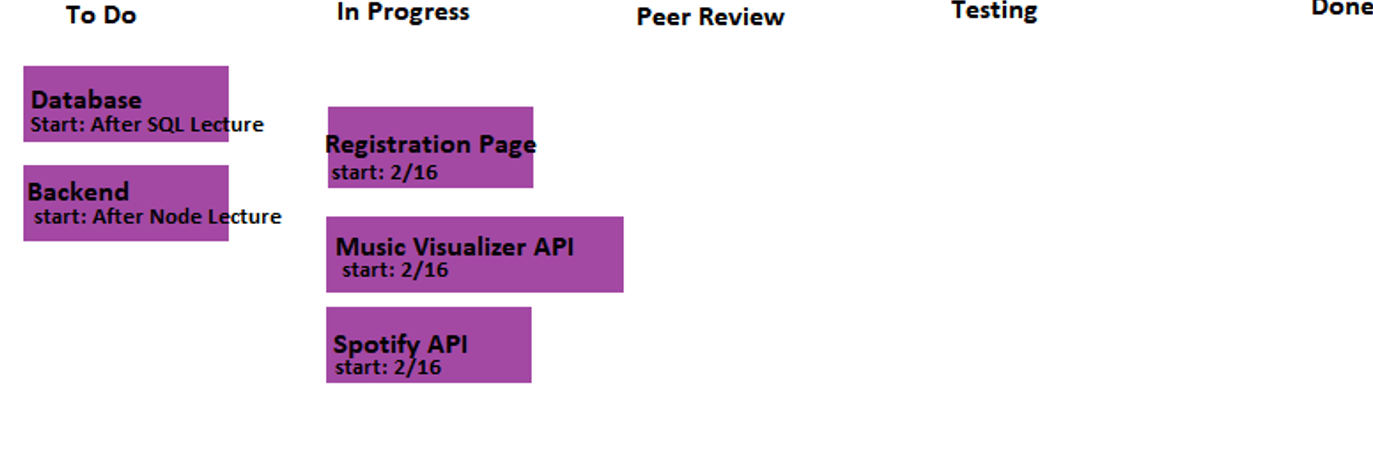 To Do
In Progress
Peer Review
Testing
Done
Database
Start: After SQL Lecture
Backend
start: After Node Lecture
Registration Page
start: 2/16
Music Visualizer API
start: 2/16
Spotify API
start: 2/16